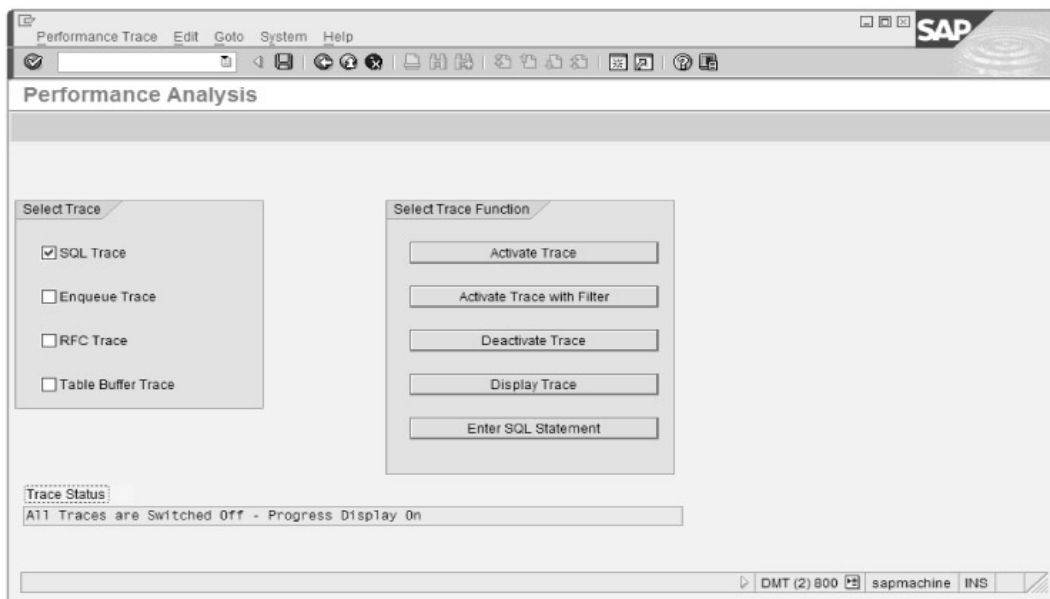 SAP
Performance Trace Edit Goto System Help
Performance Analysis
Select Trace
SQL Trace
Enqueue Trace
RFC Trace
Table Buffer Trace
Select Trace Function
Activate Trace
Activate Trace with Filter
Deactivate Trace
Display Trace
Enter SQL Statement
Trace Status
All Traces are Switched Off - Progress Display On
DMT (2) 800 sapmachine INS